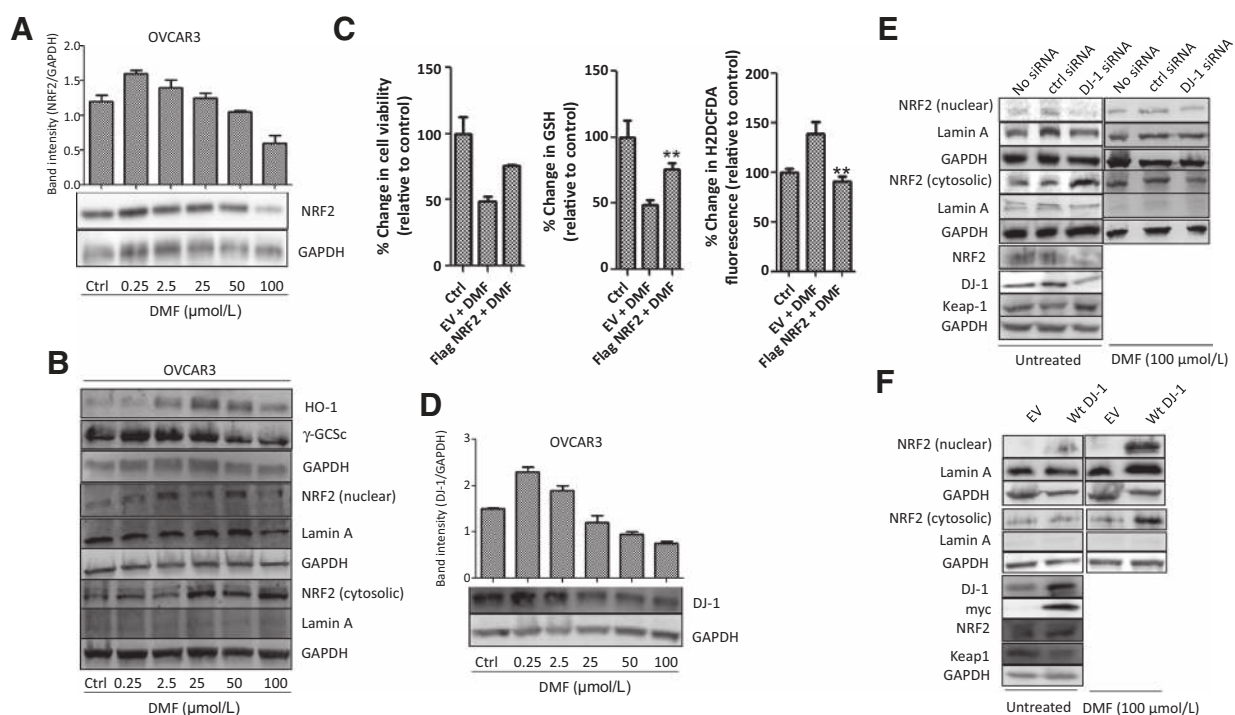 A
OVCAR3
Band intensity (NRF2/GAPDH)
2.0
1.5
1.0
0.5
0.0
NRF2
GAPDH
Ctrl 0.25 2.5 25 50 100
DMF (µmol/L)
B
OVCAR3
HO-1
γ-GCSc
GAPDH
NRF2 (nuclear)
Lamin A
GAPDH
NRF2 (cytosolic)
Lamin A
GAPDH
Ctrl 0.25 2.5 25 50 100
DMF (µmol/L)
C
% Change in cell viability
(relative to control)
150
100
50
0
Ctrl
EV + DMF
Flag NRF2 + DMF
% Change in GSH
(relative to control)
150
100
50
0
**
Ctrl
EV + DMF
Flag NRF2 + DMF
% Change in H2DCFDA
fluorescence (relative to control)
200
150
100
50
0
**
Ctrl
EV + DMF
Flag NRF2 + DMF
D
OVCAR3
Band intensity (DJ-1/GAPDH)
3
2
1
0
DJ-1
GAPDH
Ctrl 0.25 2.5 25 50 100
DMF (µmol/L)
E
No siRNA ctrl siRNA DJ-1 siRNA No siRNA ctrl siRNA DJ-1 siRNA
NRF2 (nuclear)
Lamin A
GAPDH
NRF2 (cytosolic)
Lamin A
GAPDH
NRF2
DJ-1
Keap-1
GAPDH
Untreated DMF (100 µmol/L)
F
EV Wt DJ-1 EV Wt DJ-1
NRF2 (nuclear)
Lamin A
GAPDH
NRF2 (cytosolic)
Lamin A
GAPDH
DJ-1
myc
NRF2
Keap1
GAPDH
Untreated DMF (100 µmol/L)